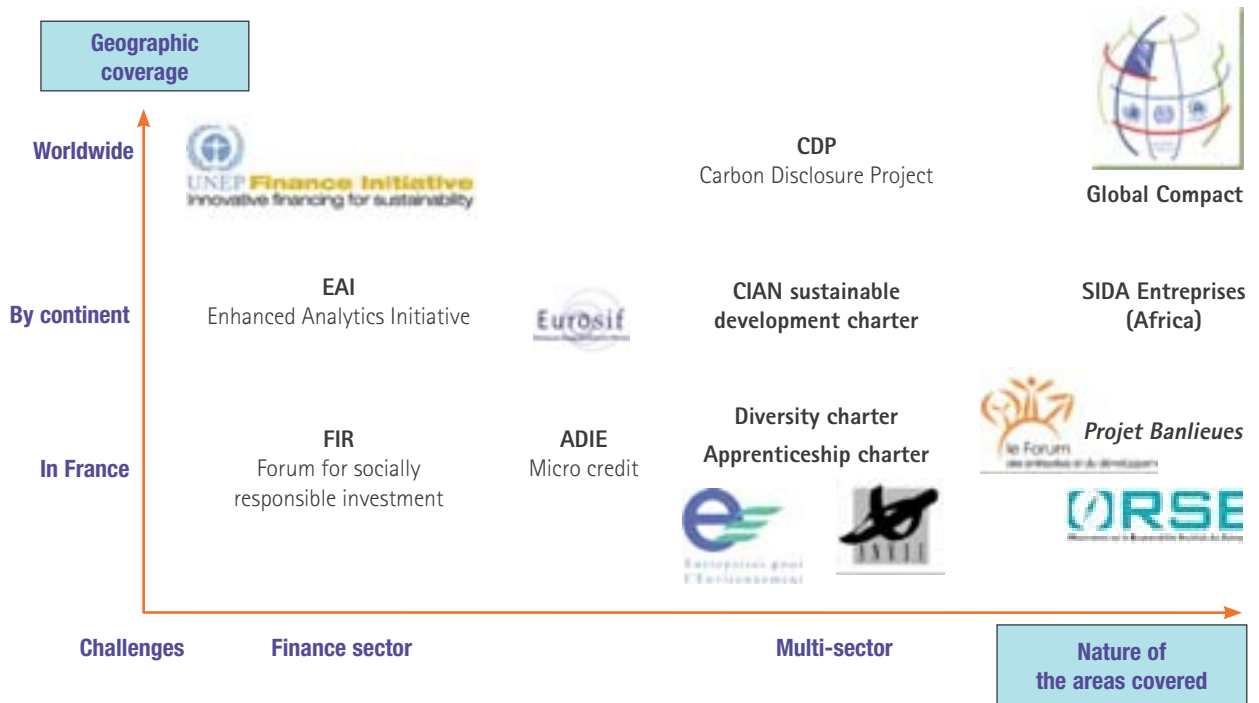 Geographic
coverage
Worldwide
UNEP Finance Initiative
Innovative financing for sustainability
CDP
Carbon Disclosure Project
Global Compact
By continent
EAI
Enhanced Analytics Initiative
Eurosif
CIAN sustainable
development charter
SIDA Entreprises
(Africa)
In France
FIR
Forum for socially
responsible investment
ADIE
Micro credit
Diversity charter
Apprenticeship charter
Entreprises pour
l'Environnement
le Forum
Projet Banlieues
ORSE
Challenges
Finance sector
Multi-sector
Nature of
the areas covered